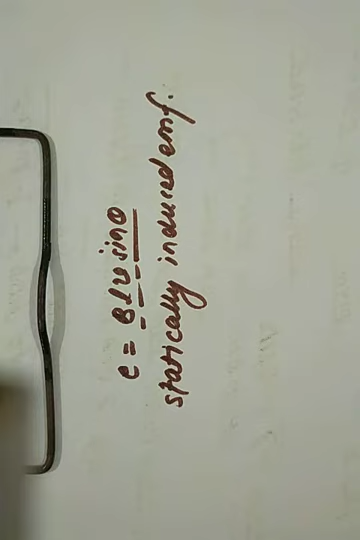 e = Blv sinθ
statically induced emf.